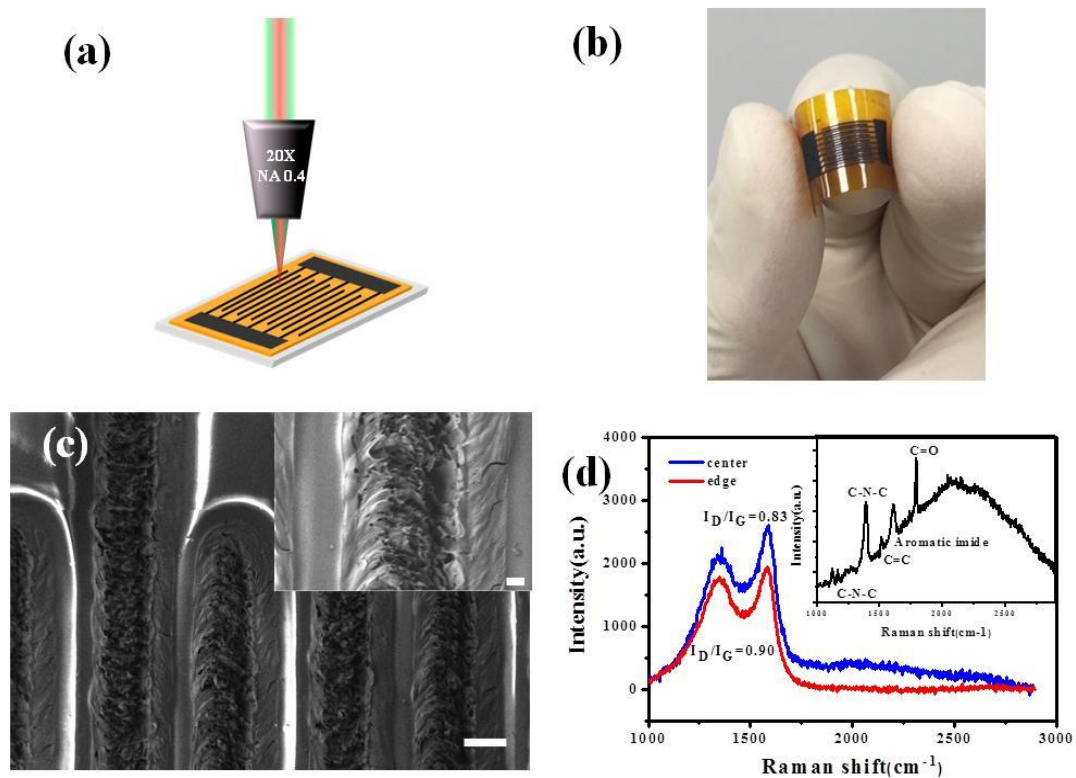 (a)
20X
NA 0.4
(b)
(c)
(d)
4000
3000
2000
1000
0
Intensity(a.u.)
center
edge
I_D/I_G=0.83
I_D/I_G=0.90
1000 1500 2000 2500 3000
Raman shift(cm⁻¹)
Intensity(a.u.)
C=O
C-N-C
Aromatic imide
C=C
C-N-C
1000 1500 2000 2500
Raman shift(cm-1)